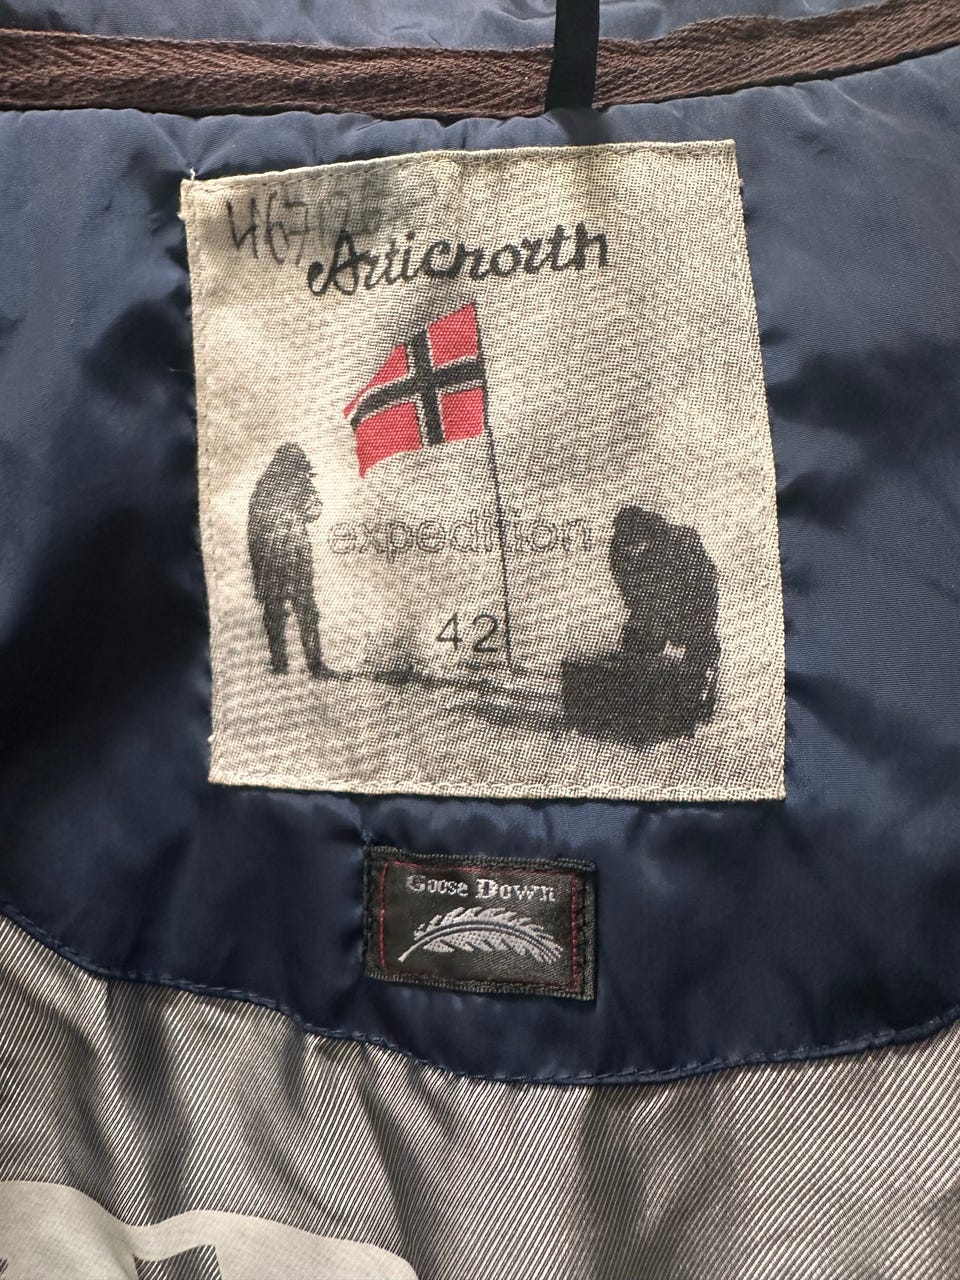 Articnorth
expedition
42
Goose Down